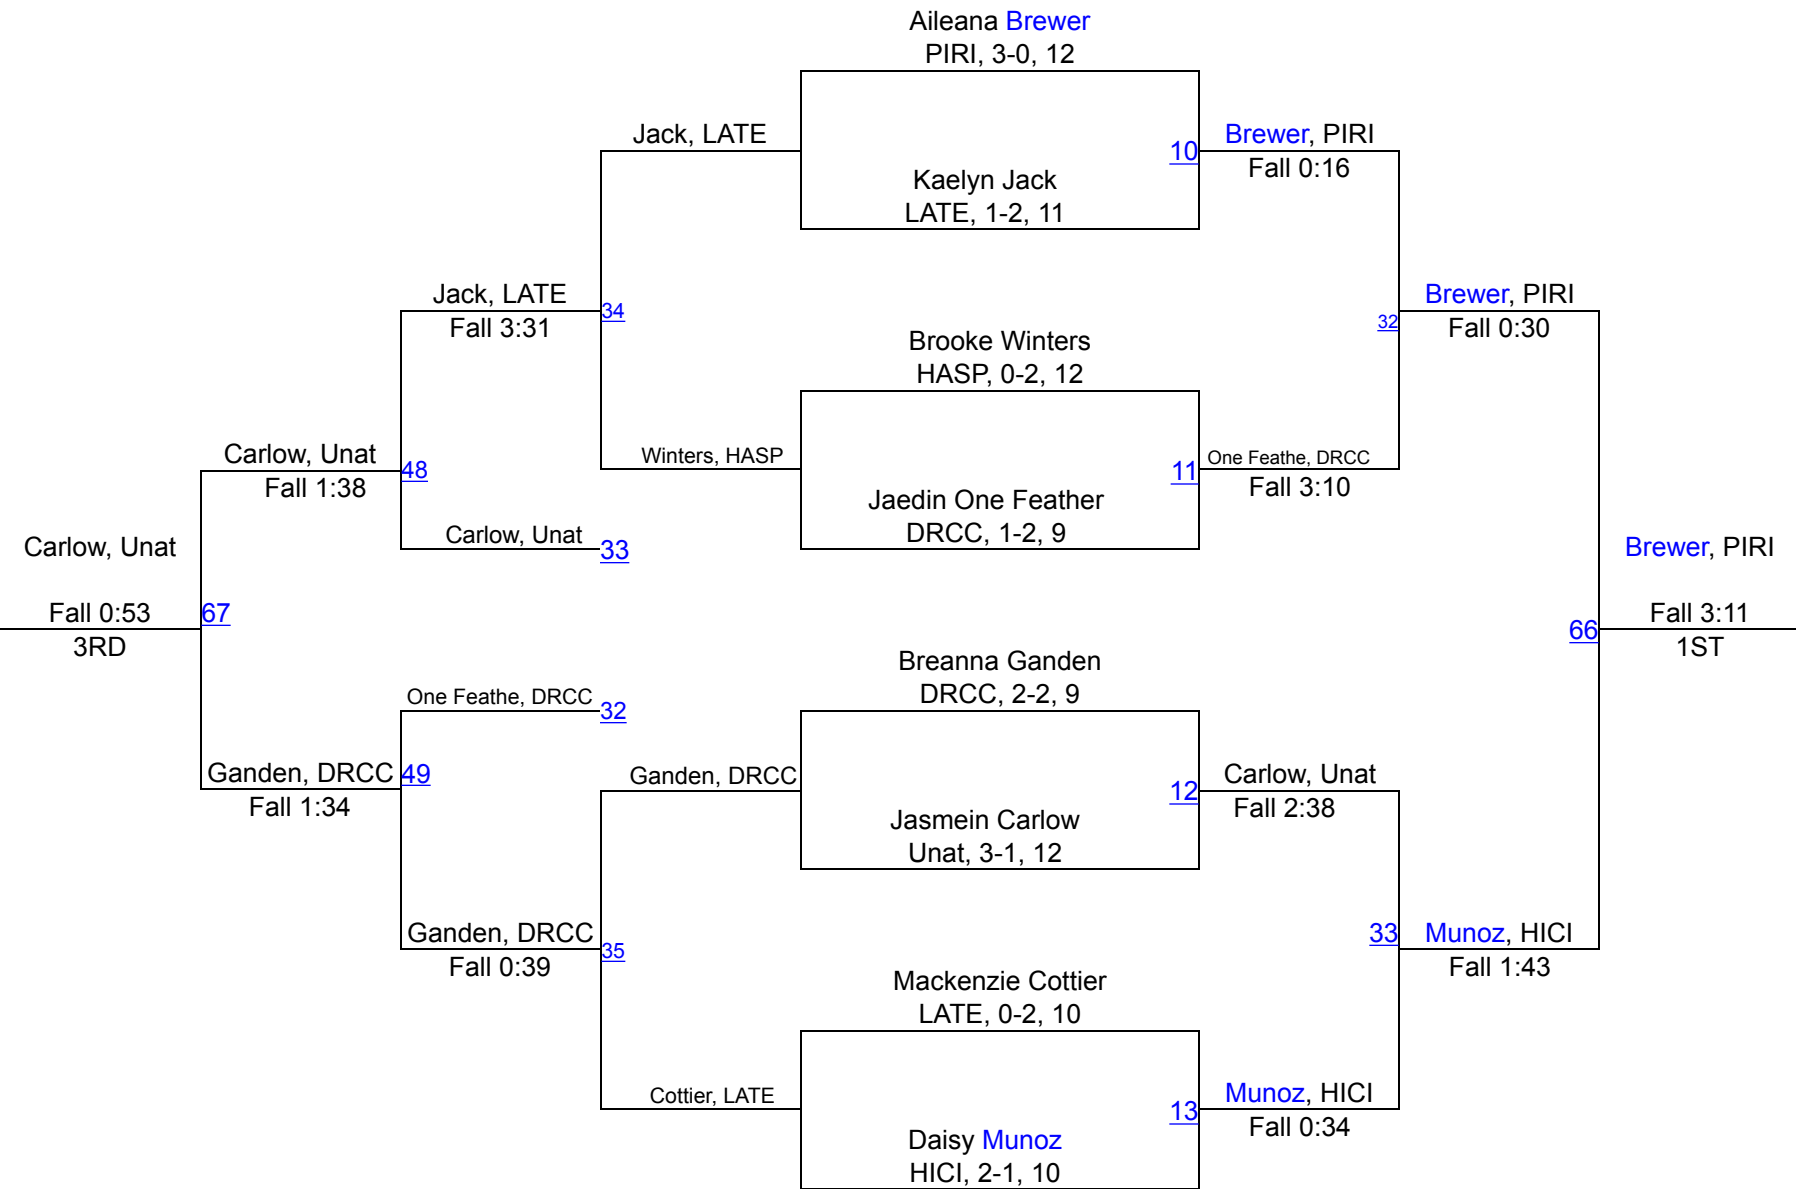 Aileana Brewer
PIRI, 3-0, 12
Jack, LATE
10
Brewer, PIRI
Fall 0:16
Kaelyn Jack
LATE, 1-2, 11
Jack, LATE
Fall 3:31
34
Brewer, PIRI
Fall 0:30
32
Brooke Winters
HASP, 0-2, 12
Carlow, Unat
Fall 1:38
48
Winters, HASP
11
One Feathe, DRCC
Fall 3:10
Jaedin One Feather
DRCC, 1-2, 9
Carlow, Unat
33
Carlow, Unat
Fall 0:53
3RD
67
Brewer, PIRI
Fall 3:11
1ST
66
Breanna Ganden
DRCC, 2-2, 9
One Feathe, DRCC
32
Ganden, DRCC
Fall 1:34
49
Ganden, DRCC
12
Carlow, Unat
Fall 2:38
Jasmein Carlow
Unat, 3-1, 12
Ganden, DRCC
Fall 0:39
35
33
Munoz, HICI
Fall 1:43
Mackenzie Cottier
LATE, 0-2, 10
Cottier, LATE
13
Munoz, HICI
Fall 0:34
Daisy Munoz
HICI, 2-1, 10